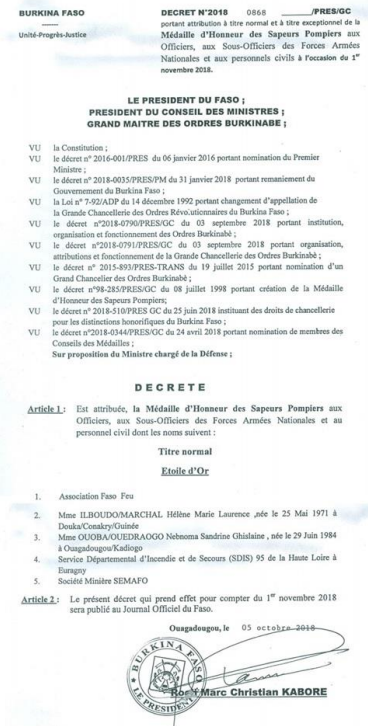 BURKINA FASO
Unité-Progrès-Justice
DECRET N°2018 0868 /PRES/GC
portant attribution à titre normal et à titre exceptionnel de la
Médaille d'Honneur des Sapeurs Pompiers aux
Officiers, aux Sous-Officiers des Forces Armées
Nationales et aux personnels civils à l'occasion du 1er
novembre 2018.
LE PRESIDENT DU FASO ;
PRESIDENT DU CONSEIL DES MINISTRES ;
GRAND MAITRE DES ORDRES BURKINABE ;
VU la Constitution ;
VU le décret n° 2016-001/PRES du 06 janvier 2016 portant nomination du Premier
Ministre ;
VU le décret n° 2018-0035/PRES/PM du 31 janvier 2018 portant remaniement du
Gouvernement du Burkina Faso ;
VU la Loi n° 7-92/ADP du 14 décembre 1992 portant changement d'appellation de
la Grande Chancellerie des Ordres Révolutionnaires du Burkina Faso ;
VU le décret n°2018-0790/PRES/GC du 03 septembre 2018 portant institution,
organisation et fonctionnement des Ordres Burkinabè ;
VU le décret n°2018-0791/PRES/GC du 03 septembre 2018 portant organisation,
attributions et fonctionnement de la Grande Chancellerie des Ordres Burkinabè ;
VU le décret n° 2015-893/PRES-TRANS du 19 juillet 2015 portant nomination d'un
Grand Chancelier des Ordres Burkinabè ;
VU le décret n°98-285/PRES/GC du 08 juillet 1998 portant création de la Médaille
d'Honneur des Sapeurs Pompiers;
VU le décret n° 2018-510/PRES GC du 25 juin 2018 instituant des droits de chancellerie
pour les distinctions honorifiques du Burkina Faso ;
VU le décret n°2018-0344/PRES/GC du 24 avril 2018 portant nomination de membres des
Conseils des Médailles ;
Sur proposition du Ministre chargé de la Défense ;
D E C R E T E
Article 1 : Est attribuée, la Médaille d'Honneur des Sapeurs Pompiers aux
Officiers, aux Sous-Officiers des Forces Armées Nationales et au
personnel civil dont les noms suivent :
Titre normal
Etoile d'Or
1. Association Faso Feu
2. Mme ILBOUDO/MARCHAL Hélène Marie Laurence ,née le 25 Mai 1971 à
Douka/Conakry/Guinée
3. Mme OUOBA/OUEDRAOGO Nebnoma Sandrine Ghislaine , née le 29 Juin 1984
à Ouagadougou/Kadiogo
4. Service Départemental d'Incendie et de Secours (SDIS) 95 de la Haute Loire à
Euragny
5. Société Minière SEMAFO
Article 2 : Le présent décret qui prend effet pour compter du 1er novembre 2018
sera publié au Journal Officiel du Faso.
Ouagadougou, le 05 octobre 2018
BURKINA FASO
LE PRESIDENT
Roch Marc Christian KABORE